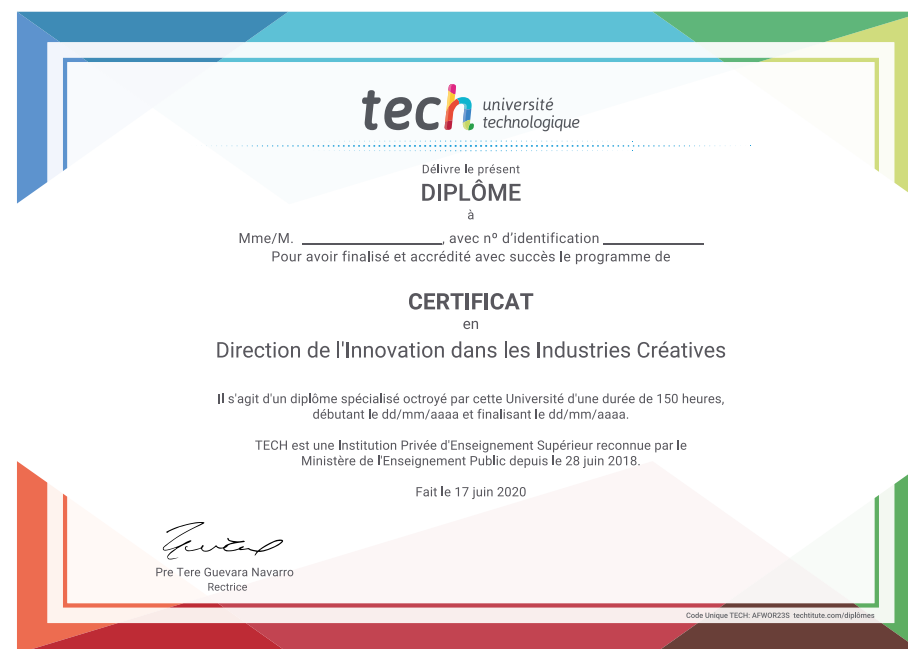 tech université
technologique
Délivre le présent
DIPLÔME
à
Mme/M. ____________, avec nº d'identification ____________
Pour avoir finalisé et accrédité avec succès le programme de
CERTIFICAT
en
Direction de l'Innovation dans les Industries Créatives
Il s'agit d'un diplôme spécialisé octroyé par cette Université d'une durée de 150 heures,
débutant le dd/mm/aaaa et finalisant le dd/mm/aaaa.
TECH est une Institution Privée d'Enseignement Supérieur reconnue par le
Ministère de l'Enseignement Public depuis le 28 juin 2018.
Fait le 17 juin 2020
Pre Tere Guevara Navarro
Rectrice
Code Unique TECH: AFWOR23S techtitute.com/diplômes